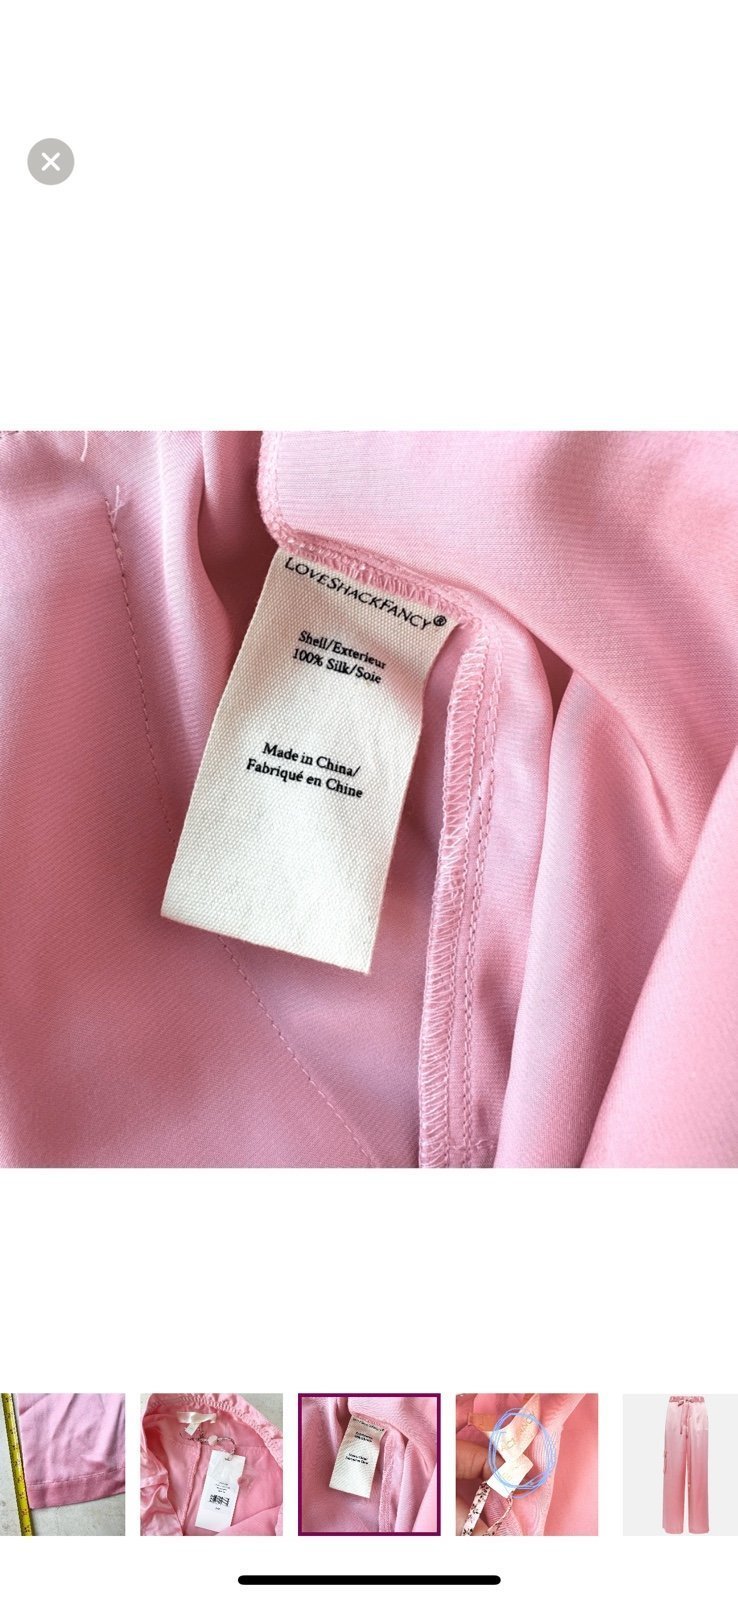 LOVESHACKFANCY®
Shell/Exterieur
100% Silk/Soie
Made in China/
Fabriqué en Chine